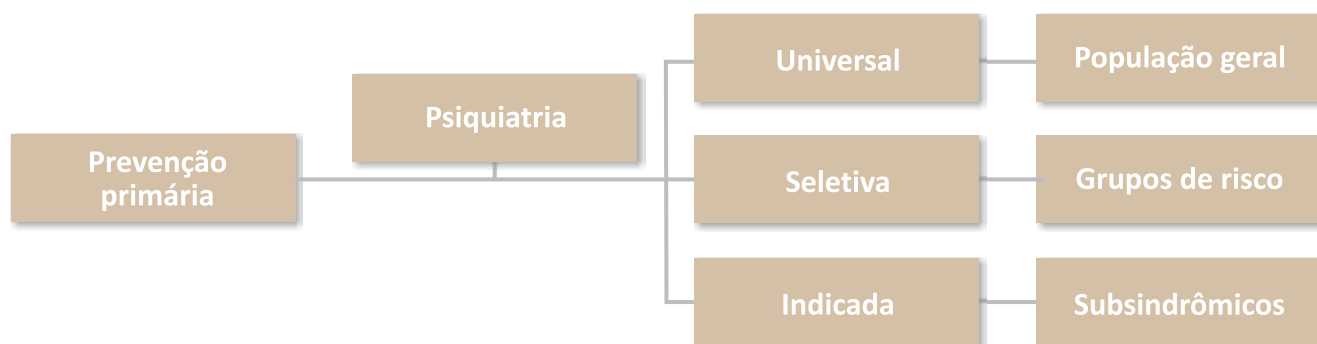 Prevenção
primária
Psiquiatria
Universal
População geral
Seletiva
Grupos de risco
Indicada
Subsindrômicos